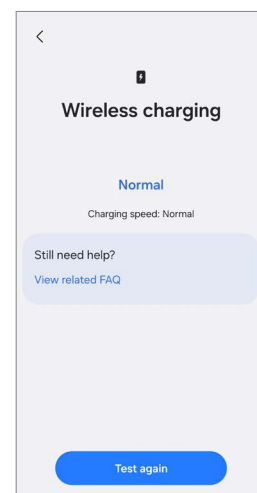 Wireless charging
Normal
Charging speed: Normal
Still need help?
View related FAQ
Test again